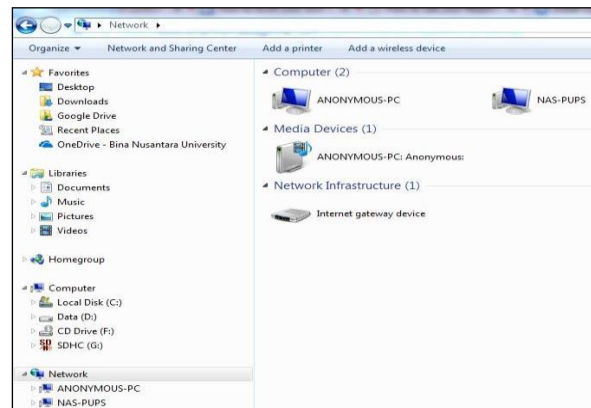 Network
Organize
Network and Sharing Center
Add a printer
Add a wireless device
Favorites
Desktop
Downloads
Google Drive
Recent Places
OneDrive - Bina Nusantara University
Libraries
Documents
Music
Pictures
Videos
Homegroup
Computer
Local Disk (C:)
Data (D:)
CD Drive (F:)
SDHC (G:)
Network
ANONYMOUS-PC
NAS-PUPS
Computer (2)
ANONYMOUS-PC
NAS-PUPS
Media Devices (1)
ANONYMOUS-PC: Anonymous:
Network Infrastructure (1)
Internet gateway device